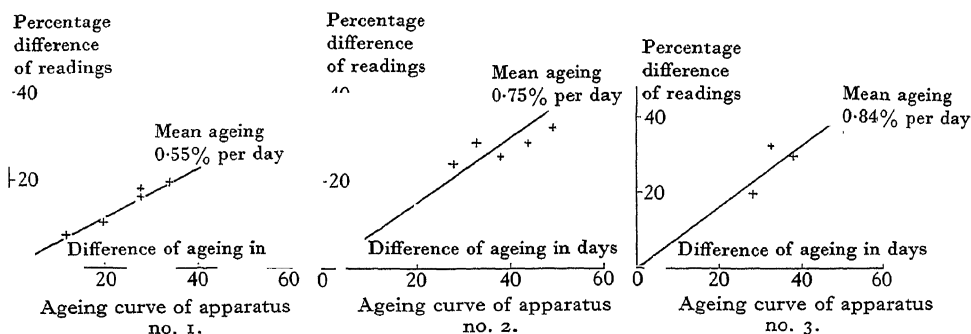 Percentage
difference
of readings
40
Mean ageing
0·55% per day
20
Difference of ageing in
20 40 60
Ageing curve of apparatus
no. 1.
Percentage
difference
of readings
40
Mean ageing
0·75% per day
20
Difference of ageing in days
0 20 40 60
Ageing curve of apparatus
no. 2.
Percentage
difference
of readings
40
Mean ageing
0·84% per day
20
Difference of ageing in days
0 20 40 60
Ageing curve of apparatus
no. 3.